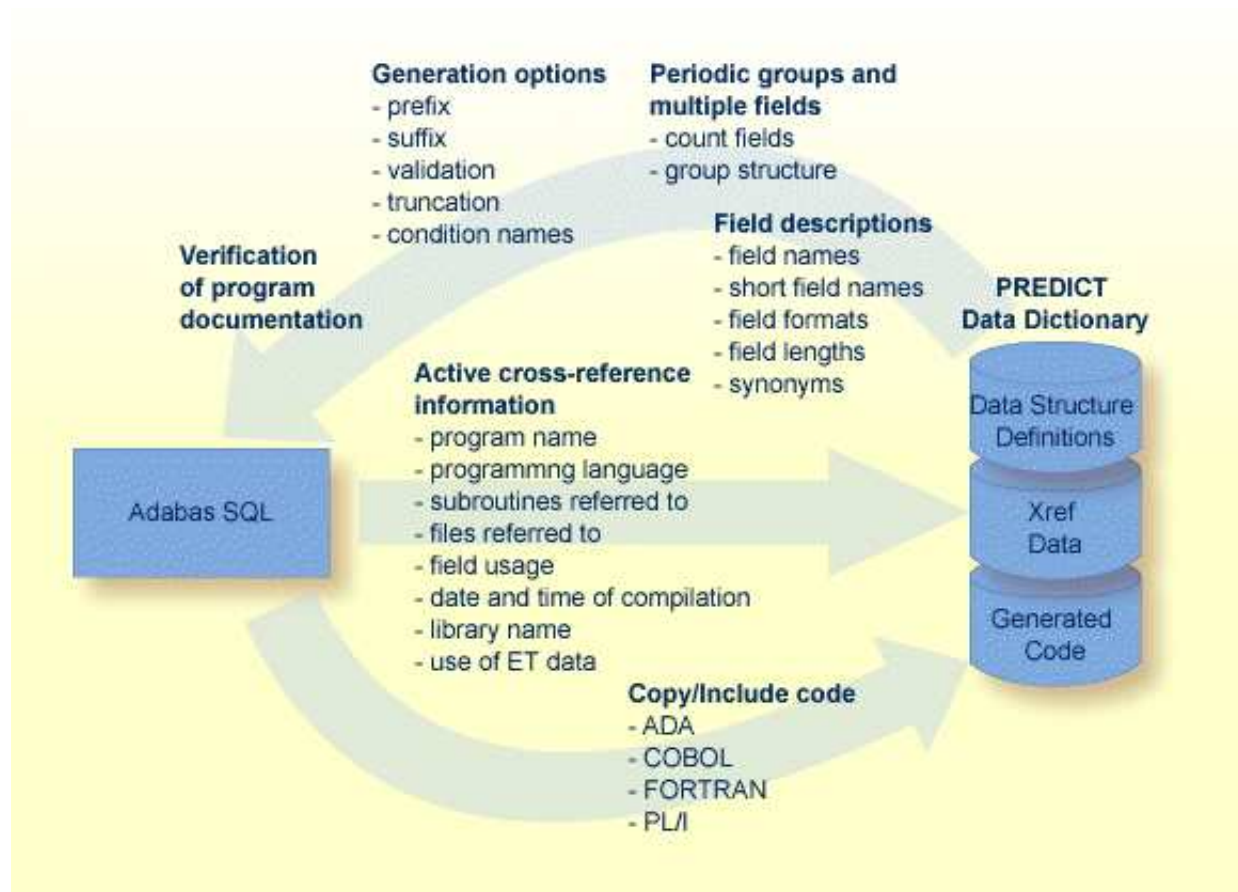 Generation options
- prefix
- suffix
- validation
- truncation
- condition names
Periodic groups and
multiple fields
- count fields
- group structure
Field descriptions
- field names
- short field names
- field formats
- field lengths
- synonyms
Verification
of program
documentation
PREDICT
Data Dictionary
Data Structure
Definitions
Xref
Data
Generated
Code
Active cross-reference
information
- program name
- programmng language
- subroutines referred to
- files referred to
- field usage
- date and time of compilation
- library name
- use of ET data
Adabas SQL
Copy/Include code
- ADA
- COBOL
- FORTRAN
- PL/I